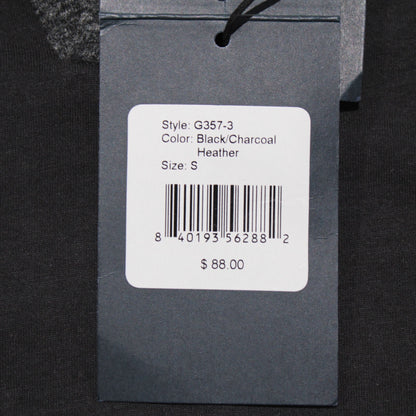 Style: G357-3
Color: Black/Charcoal
Heather
Size: S
8 40193 56288 2
$ 88.00